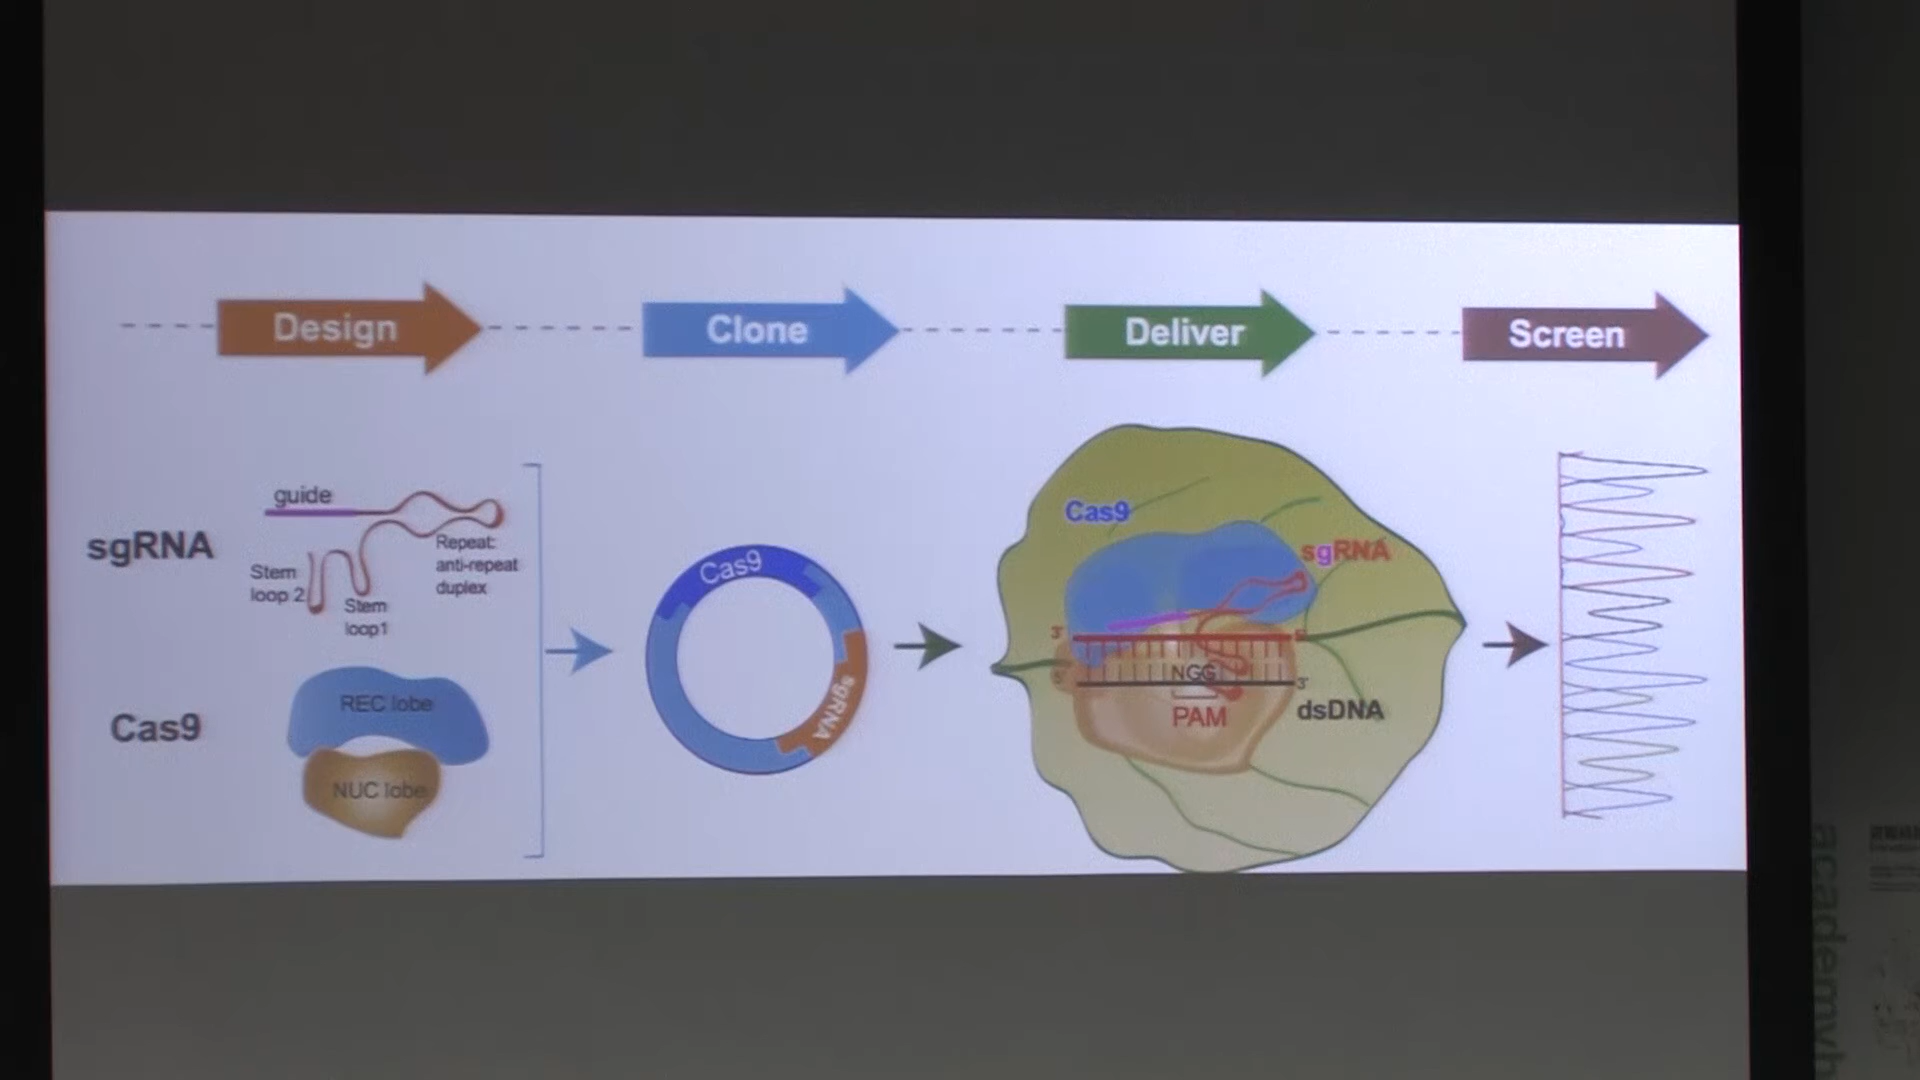 Design
Clone
Deliver
Screen
sgRNA
guide
Repeat:
anti-repeat
duplex
Stem
loop 2
Stem
loop1
Cas9
REC lobe
NUC lobe
Cas9
sgRNA
Cas9
sgRNA
3'
5'
NGG
3'
PAM
dsDNA